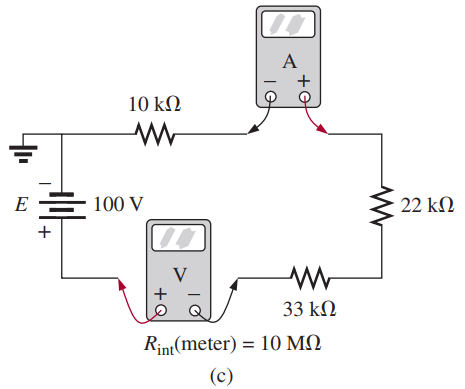 A
− +
10 kΩ
−
E 100 V
+
22 kΩ
V
+ −
33 kΩ
R_int(meter) = 10 MΩ
(c)